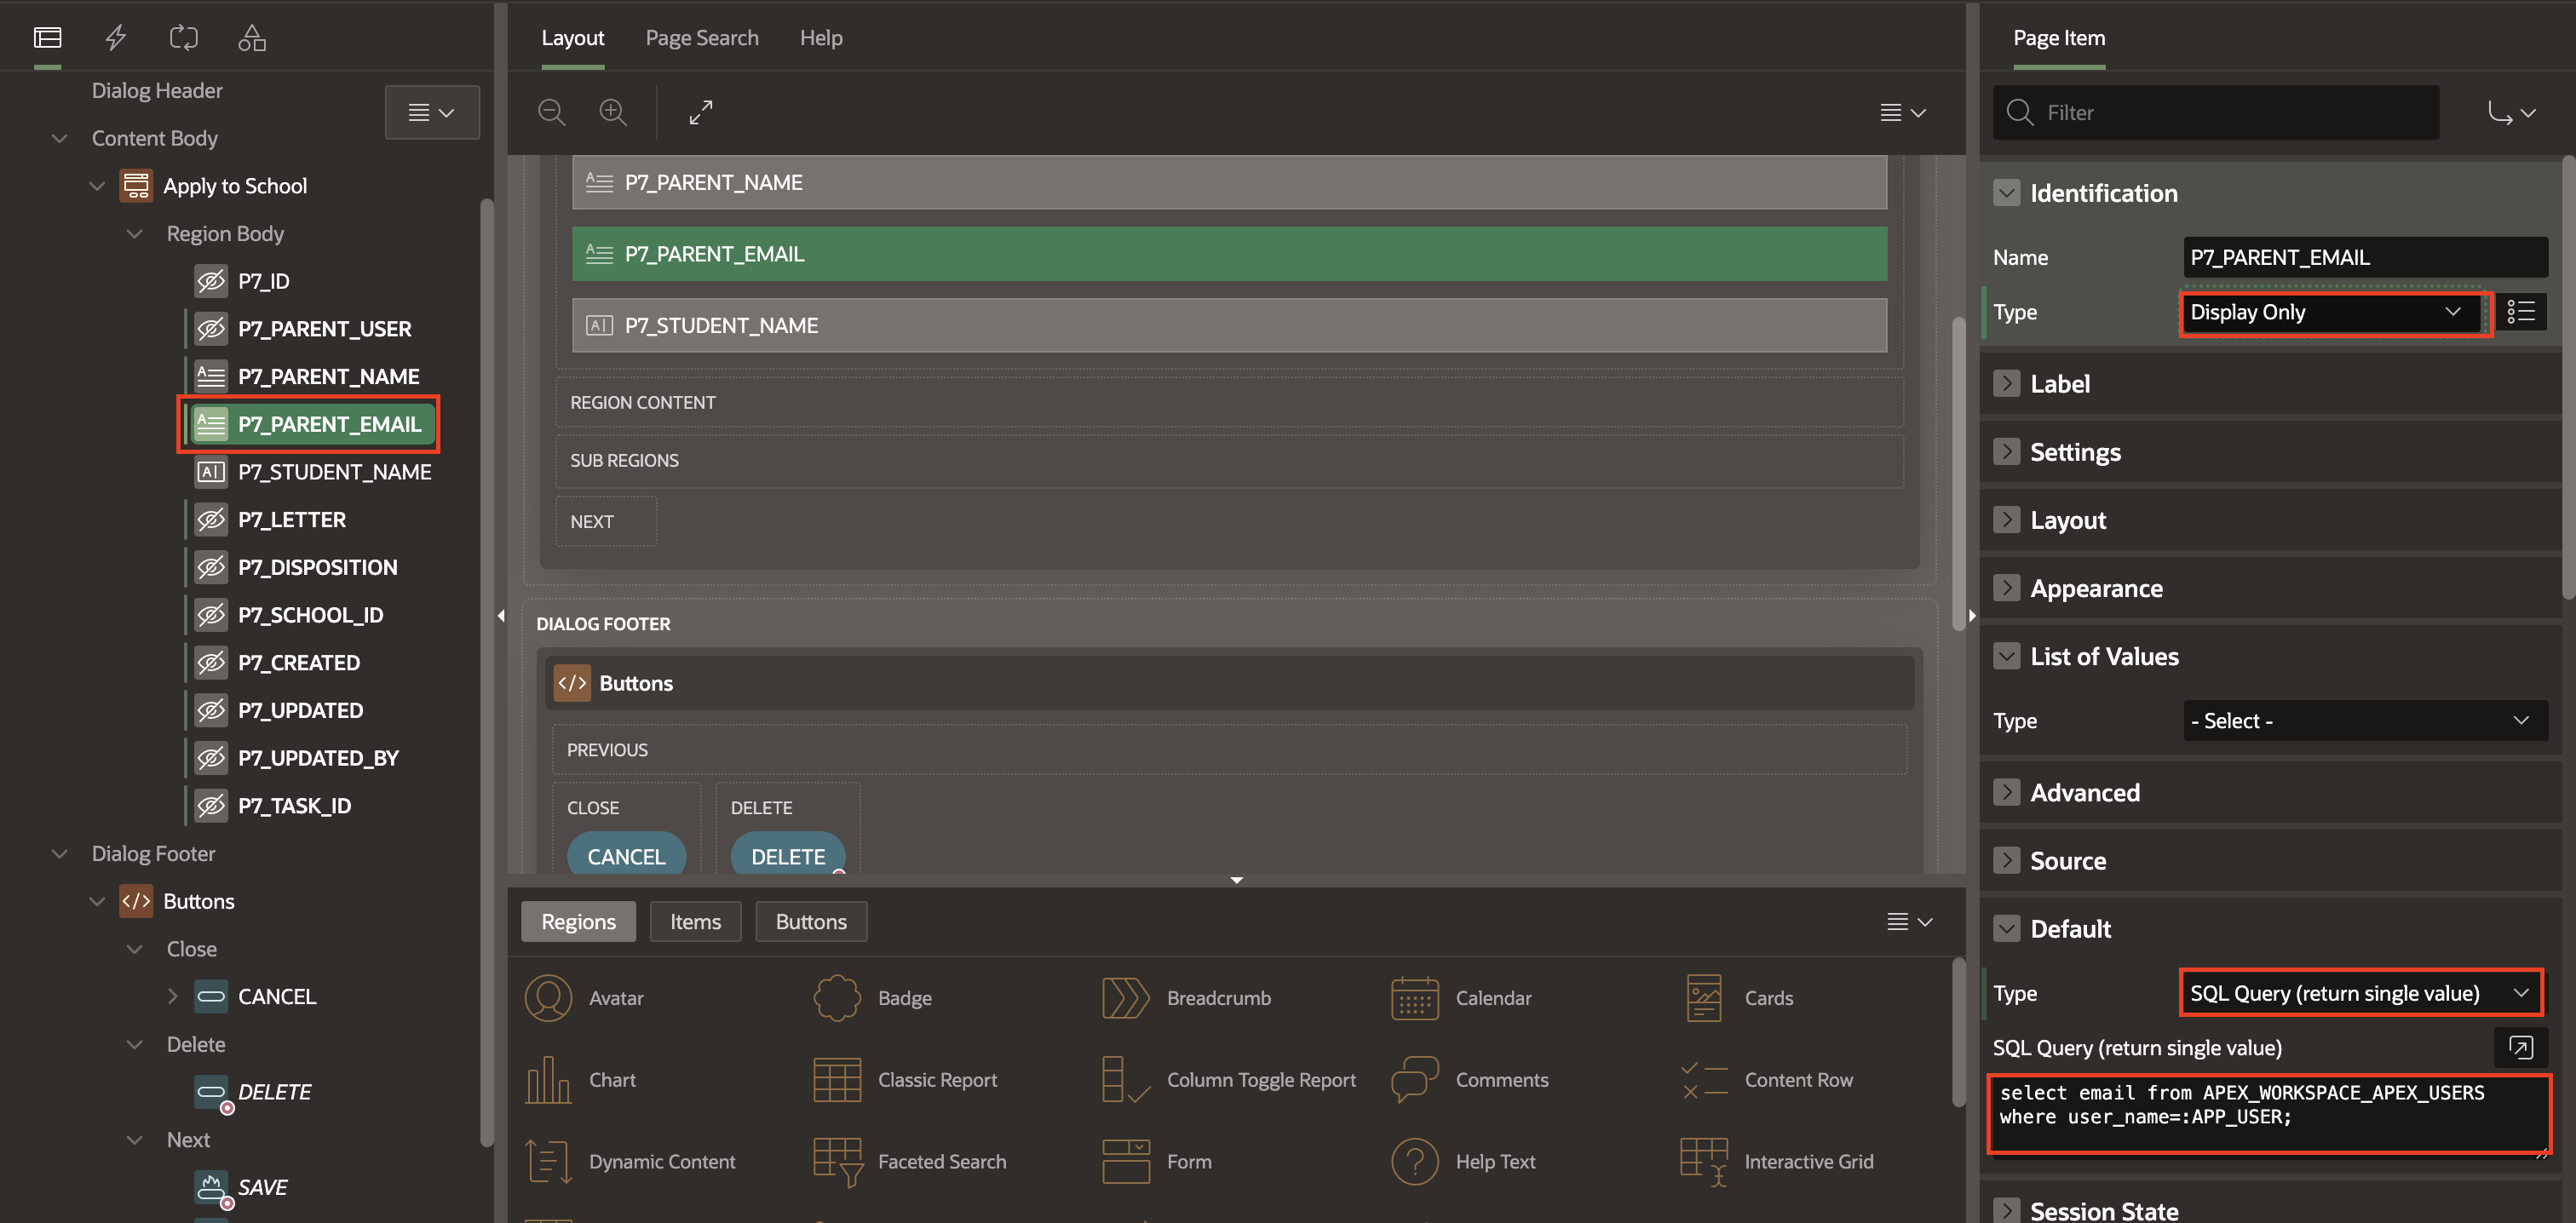 Dialog Header
Content Body
Apply to School
Region Body
P7_ID
P7_PARENT_USER
P7_PARENT_NAME
P7_PARENT_EMAIL
P7_STUDENT_NAME
P7_LETTER
P7_DISPOSITION
P7_SCHOOL_ID
P7_CREATED
P7_UPDATED
P7_UPDATED_BY
P7_TASK_ID
Dialog Footer
Buttons
Close
CANCEL
Delete
DELETE
Next
SAVE
Layout Page Search Help
P7_PARENT_NAME
P7_PARENT_EMAIL
P7_STUDENT_NAME
REGION CONTENT
SUB REGIONS
NEXT
DIALOG FOOTER
Buttons
PREVIOUS
CLOSE DELETE
CANCEL DELETE
Regions Items Buttons
Avatar Badge Breadcrumb Calendar Cards
Chart Classic Report Column Toggle Report Comments Content Row
Dynamic Content Faceted Search Form Help Text Interactive Grid
Page Item
Filter
Identification
Name P7_PARENT_EMAIL
Type Display Only
Label
Settings
Layout
Appearance
List of Values
Type - Select -
Advanced
Source
Default
Type SQL Query (return single value)
SQL Query (return single value)
select email from APEX_WORKSPACE_APEX_USERS
where user_name=:APP_USER;
Session State